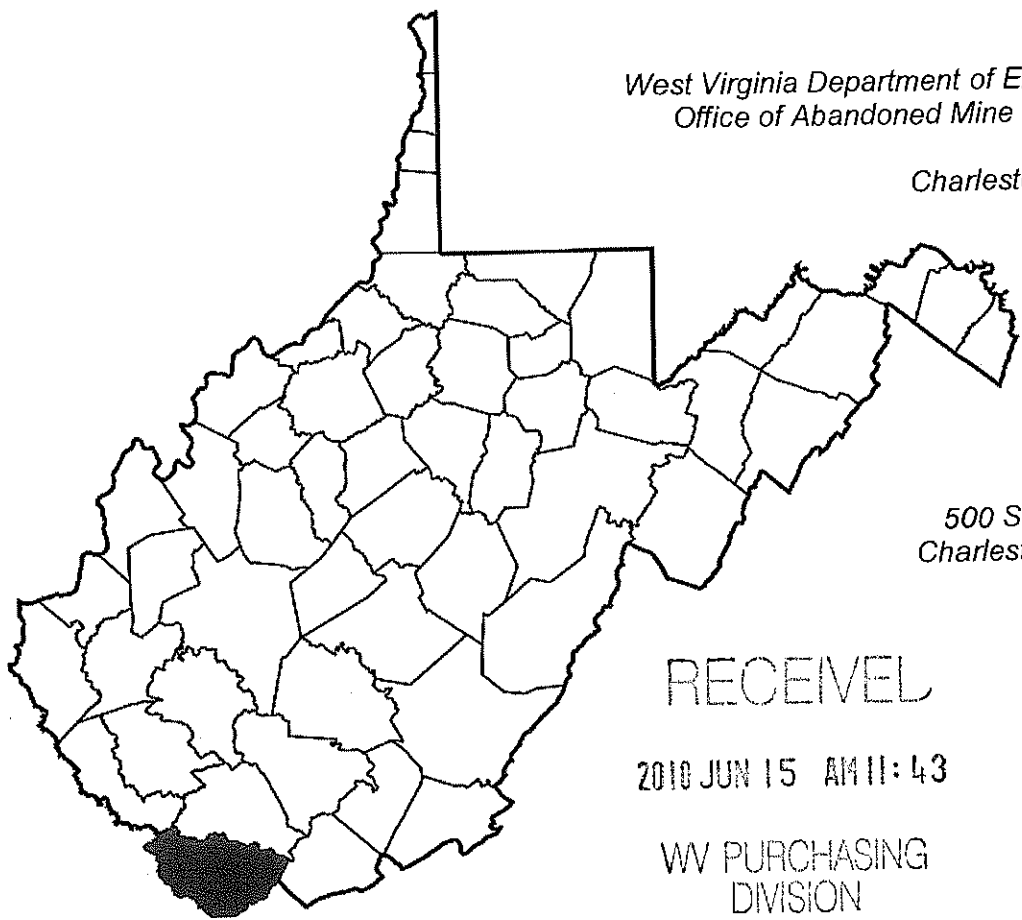 West Virginia Department of E
Office of Abandoned Mine
Charlest
500 S
Charlest
RECEIVEL
2010 JUN 15 AM 11: 43
WV PURCHASING
DIVISION